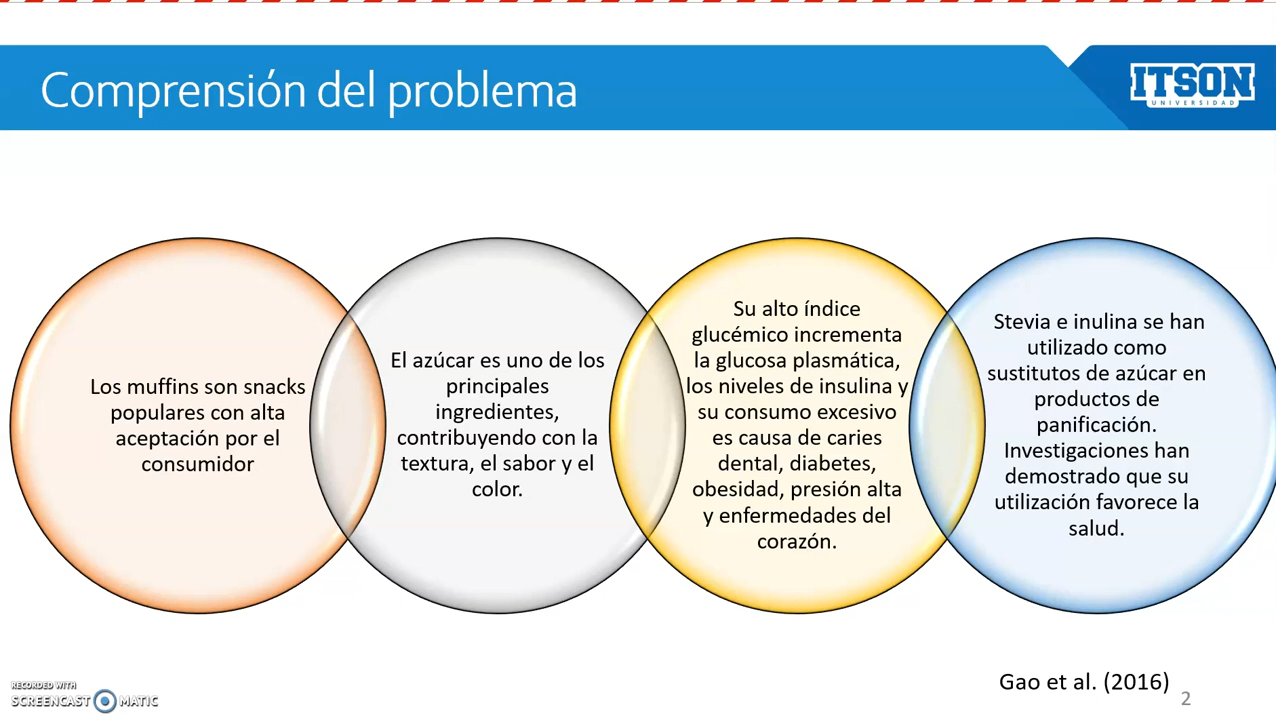 Comprensión del problema
ITSON
UNIVERSIDAD
Los muffins son snacks
populares con alta
aceptación por el
consumidor
El azúcar es uno de los
principales
ingredientes,
contribuyendo con la
textura, el sabor y el
color.
Su alto índice
glucémico incrementa
la glucosa plasmática,
los niveles de insulina y
su consumo excesivo
es causa de caries
dental, diabetes,
obesidad, presión alta
y enfermedades del
corazón.
Stevia e inulina se han
utilizado como
sustitutos de azúcar en
productos de
panificación.
Investigaciones han
demostrado que su
utilización favorece la
salud.
Gao et al. (2016)
2
RECORDED WITH
SCREENCAST MATIC